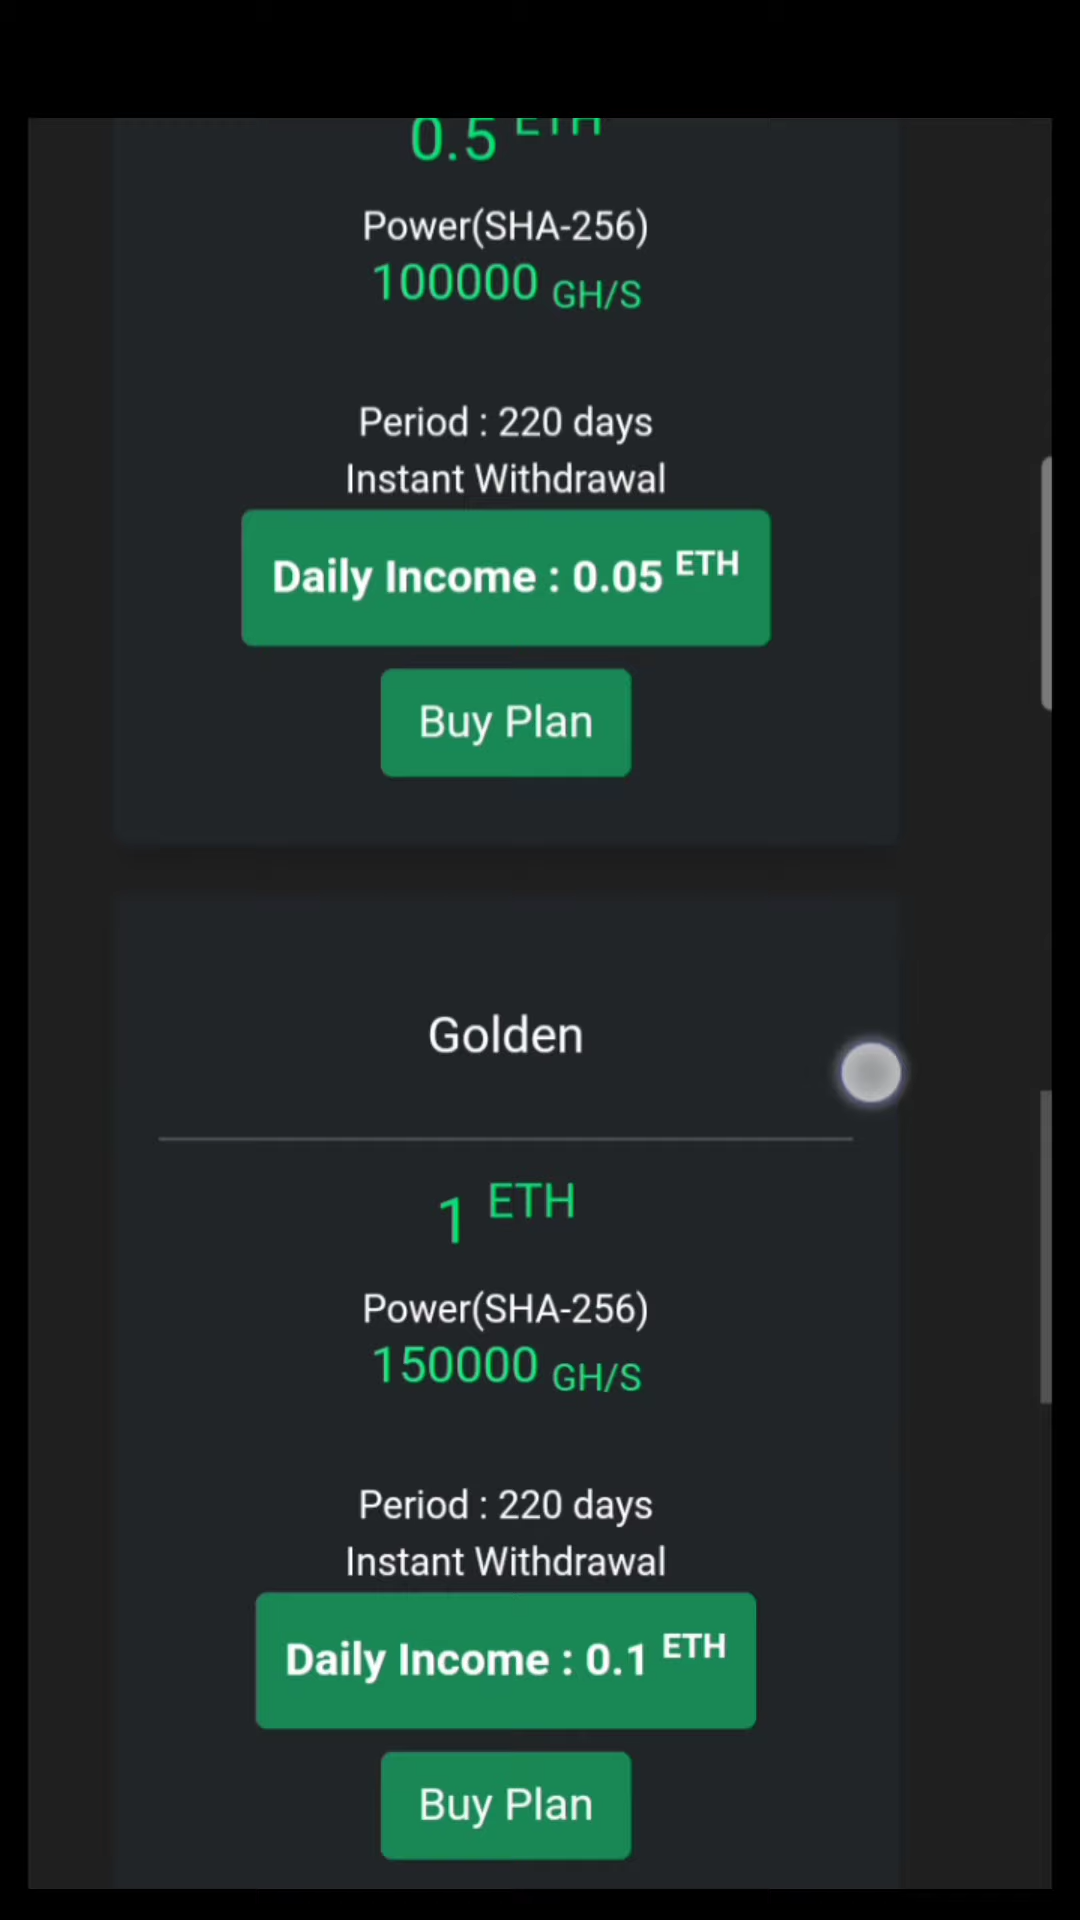 0.5 ETH
Power(SHA-256)
100000 GH/S
Period : 220 days
Instant Withdrawal
Daily Income : 0.05 ETH
Buy Plan
Golden
1 ETH
Power(SHA-256)
150000 GH/S
Period : 220 days
Instant Withdrawal
Daily Income : 0.1 ETH
Buy Plan